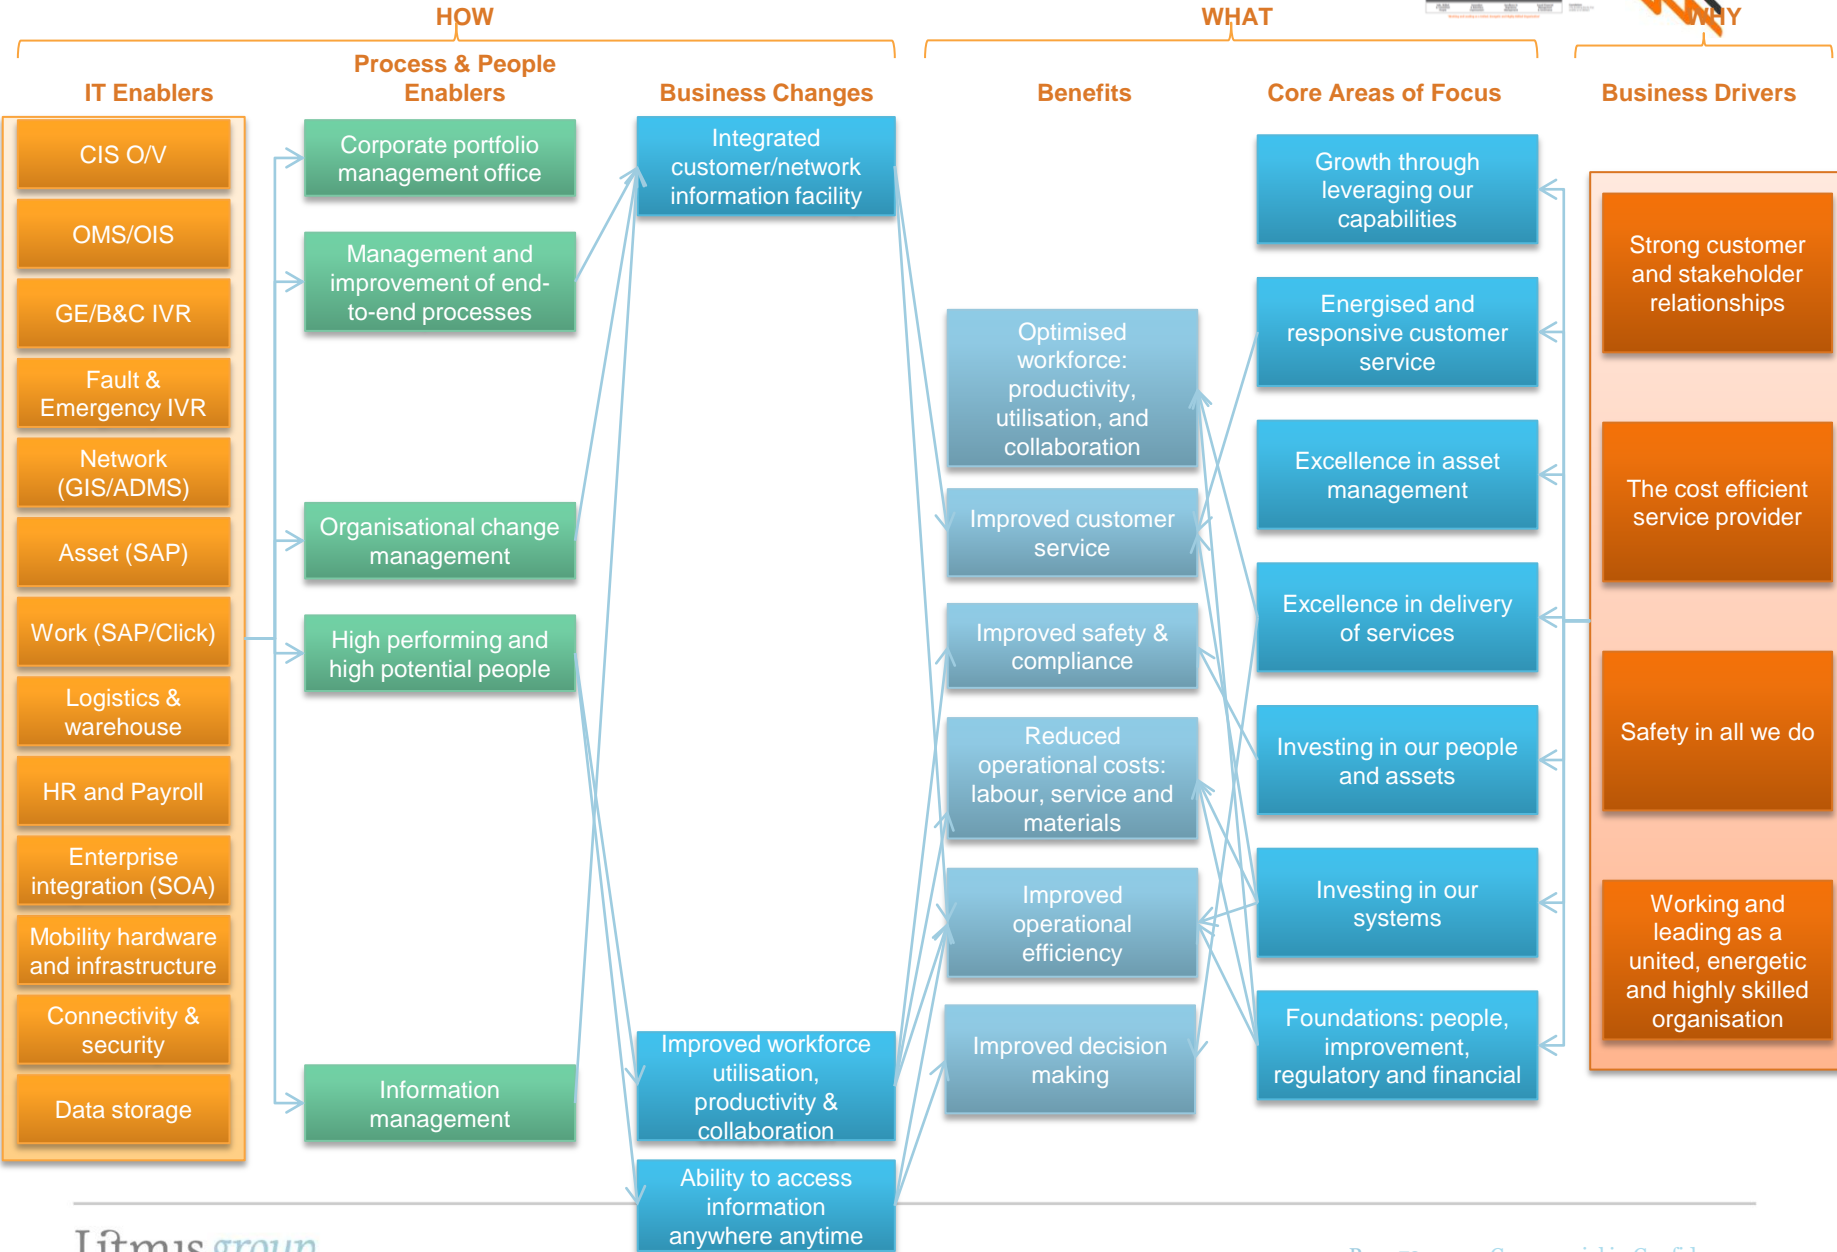 HOW
WHAT
WHY
IT Enablers
Process & People
Enablers
Business Changes
Benefits
Core Areas of Focus
Business Drivers
CIS O/V
OMS/OIS
GE/B&C IVR
Fault &
Emergency IVR
Network
(GIS/ADMS)
Asset (SAP)
Work (SAP/Click)
Logistics &
warehouse
HR and Payroll
Enterprise
integration (SOA)
Mobility hardware
and infrastructure
Connectivity &
security
Data storage
Corporate portfolio
management office
Management and
improvement of end-
to-end processes
Organisational change
management
High performing and
high potential people
Information
management
Integrated
customer/network
information facility
Improved workforce
utilisation,
productivity &
collaboration
Ability to access
information
anywhere anytime
Optimised
workforce:
productivity,
utilisation, and
collaboration
Improved customer
service
Improved safety &
compliance
Reduced
operational costs:
labour, service and
materials
Improved
operational
efficiency
Improved decision
making
Growth through
leveraging our
capabilities
Energised and
responsive customer
service
Excellence in asset
management
Excellence in delivery
of services
Investing in our people
and assets
Investing in our
systems
Foundations: people,
improvement,
regulatory and financial
Strong customer
and stakeholder
relationships
The cost efficient
service provider
Safety in all we do
Working and
leading as a
united, energetic
and highly skilled
organisation
Litmus group